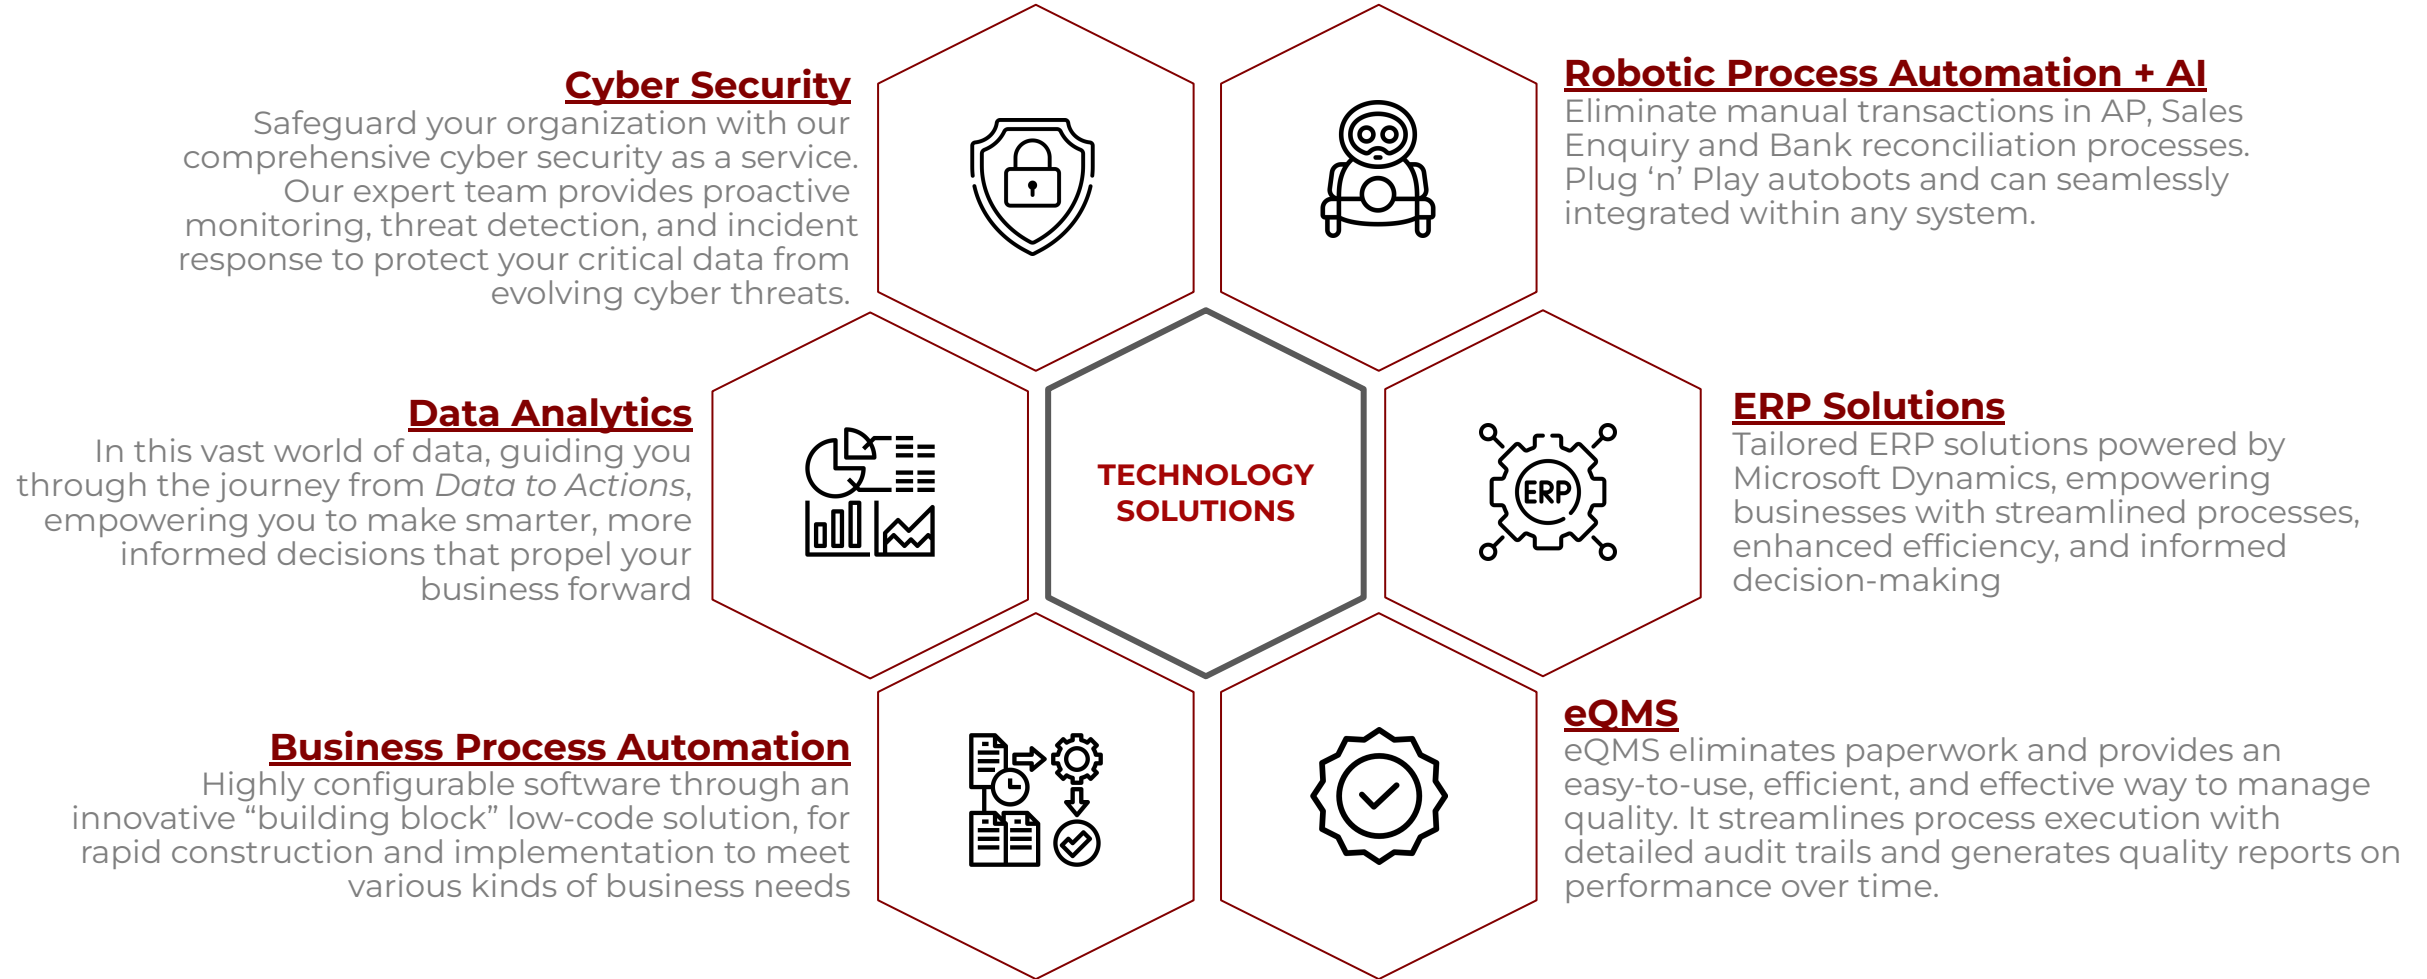 Cyber Security
Safeguard your organization with our
comprehensive cyber security as a service.
Our expert team provides proactive
monitoring, threat detection, and incident
response to protect your critical data from
evolving cyber threats.
Robotic Process Automation + AI
Eliminate manual transactions in AP, Sales
Enquiry and Bank reconciliation processes.
Plug ‘n’ Play autobots and can seamlessly
integrated within any system.
Data Analytics
In this vast world of data, guiding you
through the journey from Data to Actions,
empowering you to make smarter, more
informed decisions that propel your
business forward
TECHNOLOGY
SOLUTIONS
ERP
ERP Solutions
Tailored ERP solutions powered by
Microsoft Dynamics, empowering
businesses with streamlined processes,
enhanced efficiency, and informed
decision-making
Business Process Automation
Highly configurable software through an
innovative “building block” low-code solution, for
rapid construction and implementation to meet
various kinds of business needs
eQMS
eQMS eliminates paperwork and provides an
easy-to-use, efficient, and effective way to manage
quality. It streamlines process execution with
detailed audit trails and generates quality reports on
performance over time.